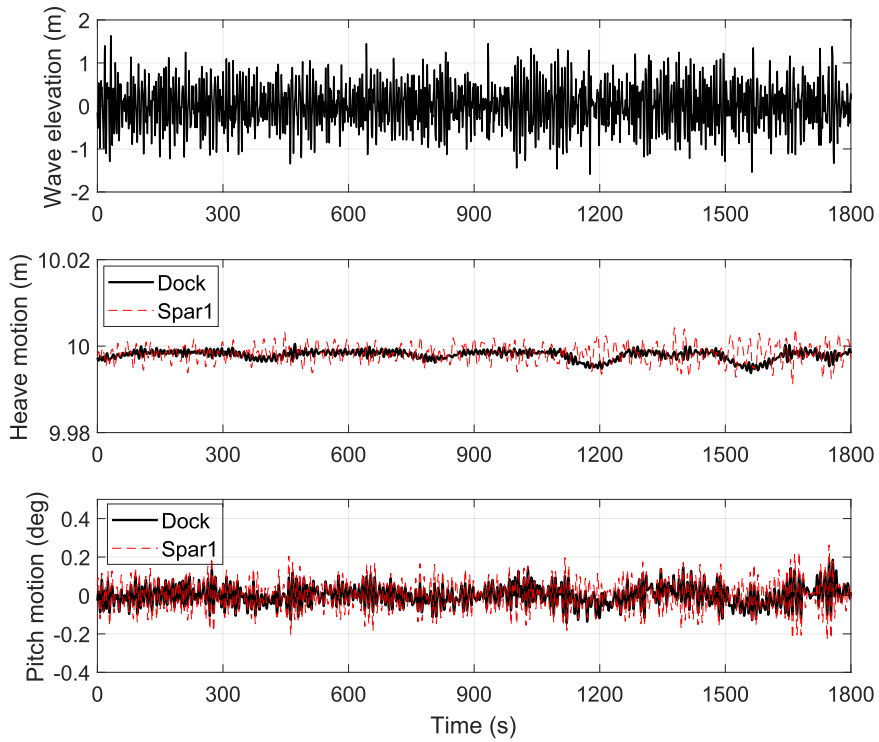 Wave elevation (m)
2
1
0
-1
-2
0 300 600 900 1200 1500 1800
Heave motion (m)
10.02
10
9.98
Dock
Spar1
0 300 600 900 1200 1500 1800
Pitch motion (deg)
0.4
0.2
0
-0.2
-0.4
Dock
Spar1
0 300 600 900 1200 1500 1800
Time (s)